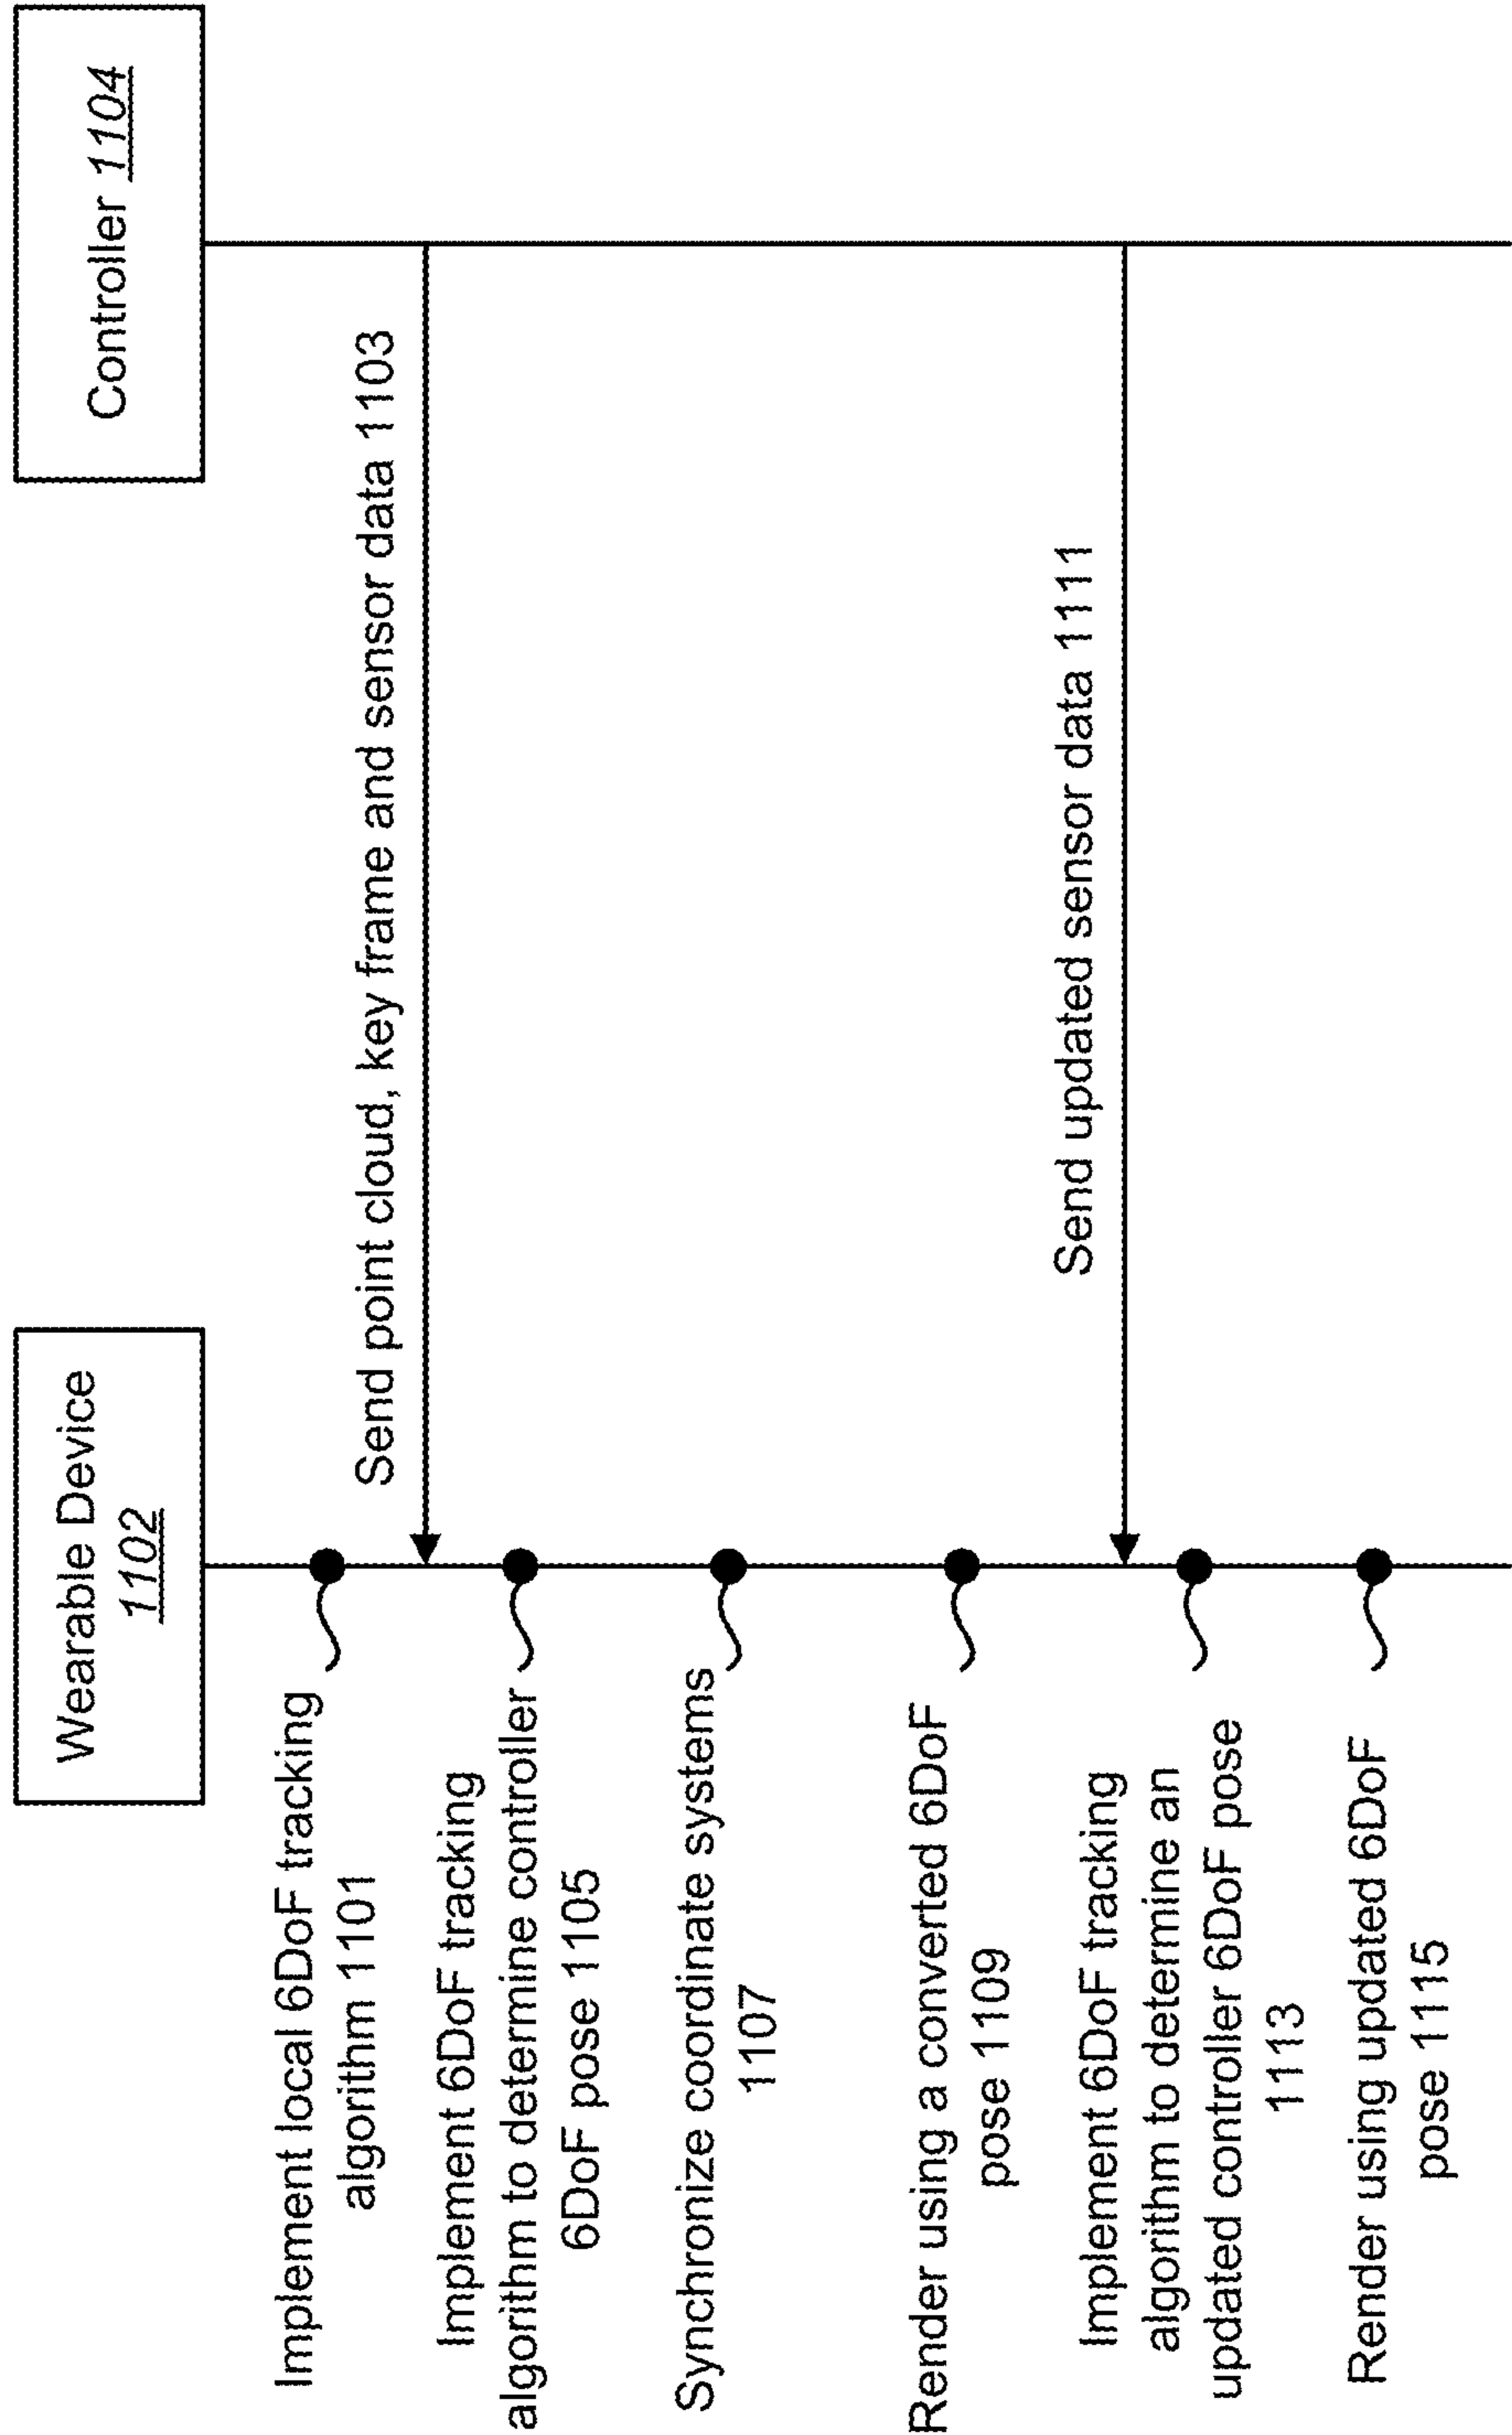 Wearable Device
1102
Controller 1104
Implement local 6DoF tracking
algorithm 1101
Send point cloud, key frame and sensor data 1103
Implement 6DoF tracking
algorithm to determine controller
6DoF pose 1105
Synchronize coordinate systems
1107
Render using a converted 6DoF
pose 1109
Send updated sensor data 1111
Implement 6DoF tracking
algorithm to determine an
updated controller 6DoF pose
1113
Render using updated 6DoF
pose 1115